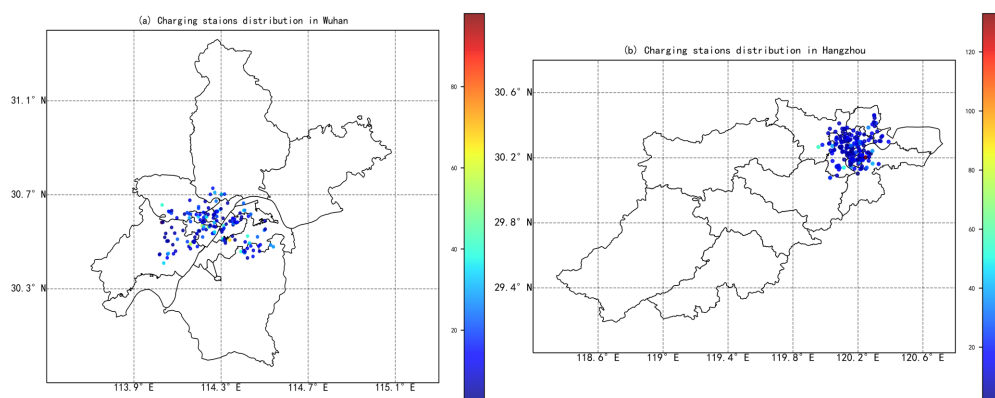 (a) Charging staions distribution in Wuhan
31.1° N
30.7° N
30.3° N
113.9° E
114.3° E
114.7° E
115.1° E
80
60
40
20
(b) Charging staions distribution in Hangzhou
30.6° N
30.2° N
29.8° N
29.4° N
118.6° E
119° E
119.4° E
119.8° E
120.2° E
120.6° E
120
100
80
60
40
20